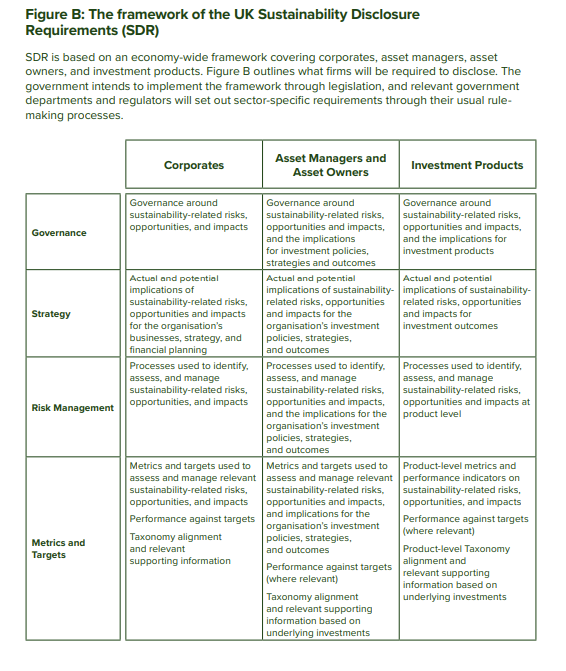 Figure B: The framework of the UK Sustainability Disclosure
Requirements (SDR)
SDR is based on an economy-wide framework covering corporates, asset managers, asset
owners, and investment products. Figure B outlines what firms will be required to disclose. The
government intends to implement the framework through legislation, and relevant government
departments and regulators will set out sector-specific requirements through their usual rule-
making processes.
Corporates
Asset Managers and
Asset Owners
Investment Products
Governance
Governance around
sustainability-related risks,
opportunities, and impacts
Governance around
sustainability-related risks,
opportunities and impacts,
and the implications
for investment policies,
strategies and outcomes
Governance around
sustainability-related risks,
opportunities and impacts,
and the implications for
investment products
Strategy
Actual and potential
implications of
sustainability-related risks,
opportunities and impacts
for the organisation's
businesses, strategy, and
financial planning
Actual and potential
implications of sustainability-
related risks, opportunities
and impacts for the
organisation's investment
policies, strategies,
and outcomes
Actual and potential
implications of sustainability-
related risks, opportunities
and impacts for
investment outcomes
Risk Management
Processes used to identify,
assess, and manage
sustainability-related risks,
opportunities, and impacts
Processes used to identify,
assess, and manage
sustainability-related risks,
opportunities and impacts,
and the implications for the
organisation's investment
policies, strategies,
and outcomes
Processes used to identify,
assess, and manage
sustainability-related risks,
opportunities and impacts at
product level
Metrics and
Targets
Metrics and targets used to
assess and manage relevant
sustainability-related risks,
opportunities, and impacts
Performance against targets
Taxonomy alignment
and relevant
supporting information
Metrics and targets used to
assess and manage relevant
sustainability-related risks,
opportunities, and impacts,
and implications for the
organisation's investment
policies, strategies,
and outcomes
Performance against targets
(where relevant)
Taxonomy alignment
and relevant supporting
information based on
underlying investments
Product-level metrics and
performance indicators on
sustainability-related risks,
opportunities, and impacts
Performance against targets
(where relevant)
Product-level Taxonomy
alignment and
relevant supporting
information based on
underlying investments